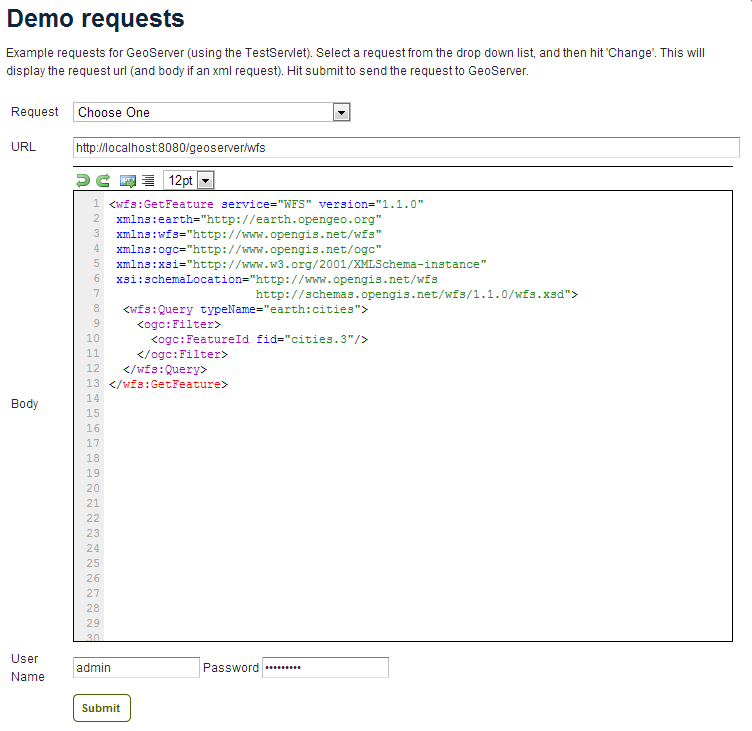 Demo requests
Example requests for GeoServer (using the TestServlet). Select a request from the drop down list, and then hit 'Change'. This will
display the request url (and body if an xml request). Hit submit to send the request to GeoServer.
Request Choose One
URL http://localhost:8080/geoserver/wfs
12pt
1 <wfs:GetFeature service="WFS" version="1.1.0"
2 xmlns:earth="http://earth.opengeo.org"
3 xmlns:wfs="http://www.opengis.net/wfs"
4 xmlns:ogc="http://www.opengis.net/ogc"
5 xmlns:xsi="http://www.w3.org/2001/XMLSchema-instance"
6 xsi:schemaLocation="http://www.opengis.net/wfs
7 http://schemas.opengis.net/wfs/1.1.0/wfs.xsd">
8 <wfs:Query typeName="earth:cities">
9 <ogc:Filter>
10 <ogc:FeatureId fid="cities.3"/>
11 </ogc:Filter>
12 </wfs:Query>
13 </wfs:GetFeature>
Body
14
15
16
17
18
19
20
21
22
23
24
25
26
27
28
29
30
User Name admin Password •••••••••
Submit